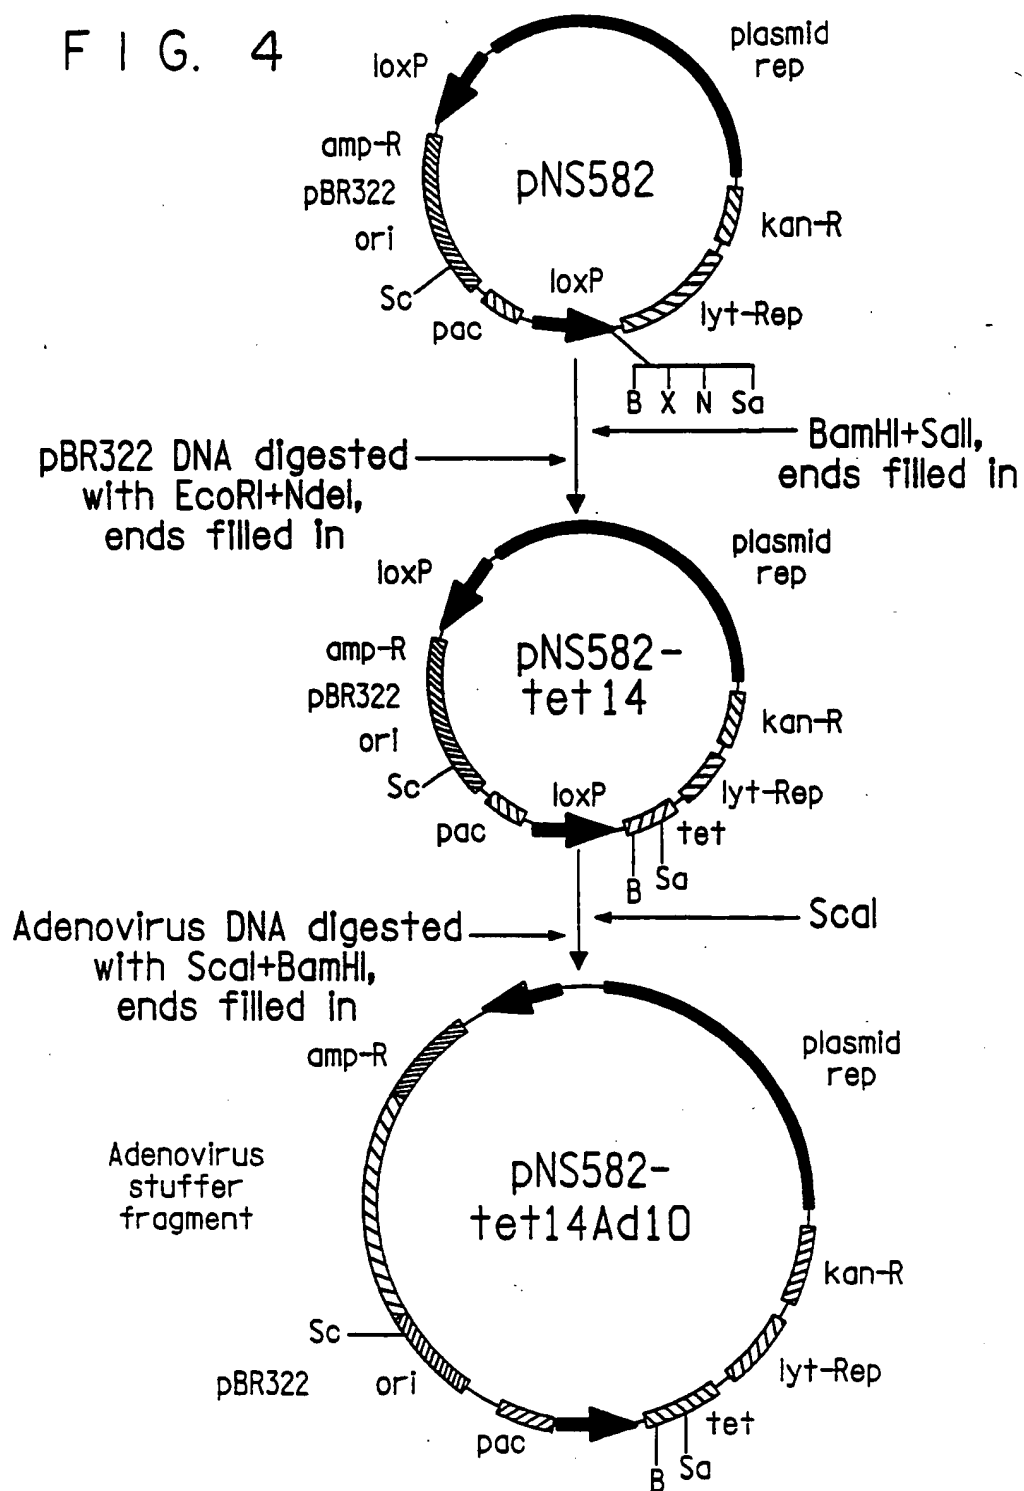 FIG. 4
plasmid
rep
loxP
amp-R
pBR322
ori
pNS582
kan-R
loxP
Sc
pac
lyt-Rep
B X N Sa
pBR322 DNA digested
with EcoRI+NdeI,
ends filled in
BamHI+SalI,
ends filled in
plasmid
rep
loxP
amp-R
pBR322
ori
pNS582-
tet14
kan-R
Sc
loxP
lyt-Rep
pac
tet
B
Sa
Adenovirus DNA digested
with ScaI+BamHI,
ends filled in
ScaI
amp-R
plasmid
rep
Adenovirus
stuffer
fragment
pNS582-
tet14Ad10
kan-R
Sc
pBR322
ori
lyt-Rep
pac
tet
B
Sa